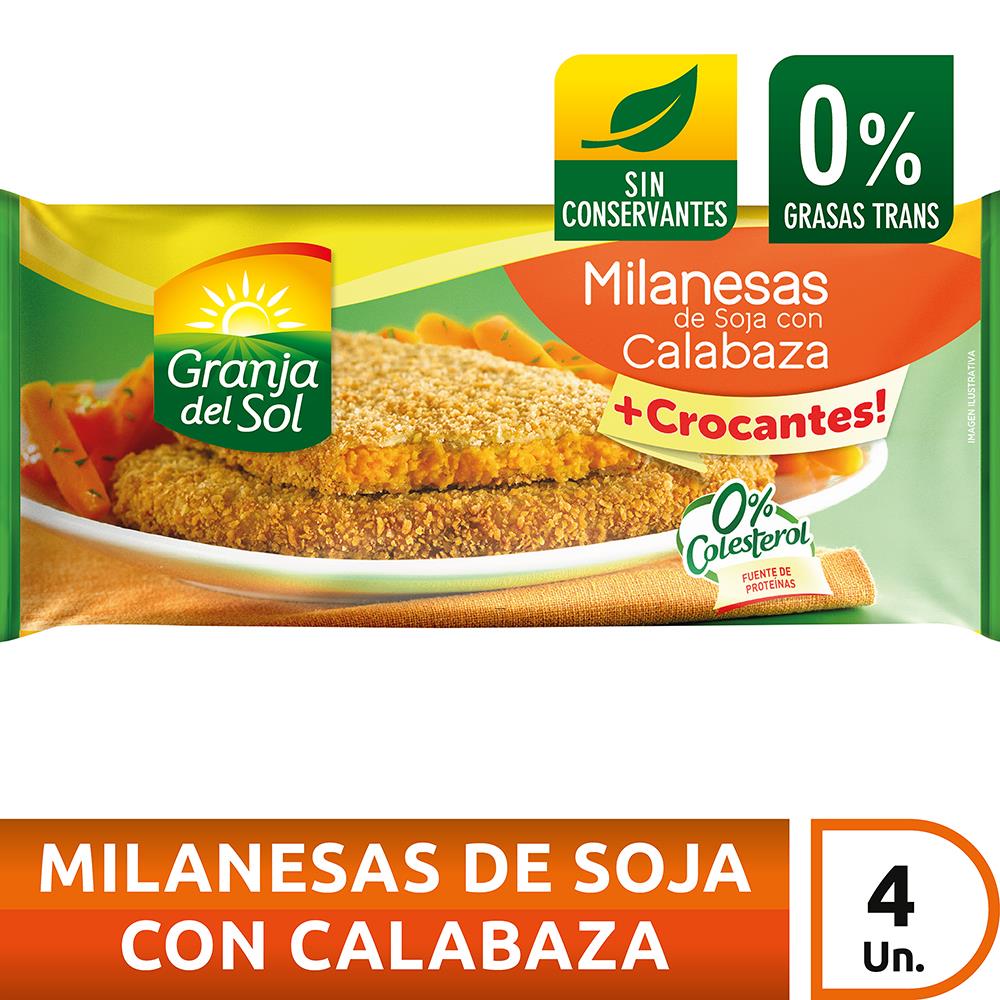 SIN
CONSERVANTES
0%
GRASAS TRANS
Granja
del Sol
Milanesas
de Soja con
Calabaza
+Crocantes!
IMAGEN ILUSTRATIVA
0%
Colesterol
FUENTE DE
PROTEÍNAS
MILANESAS DE SOJA
CON CALABAZA
4
Un.